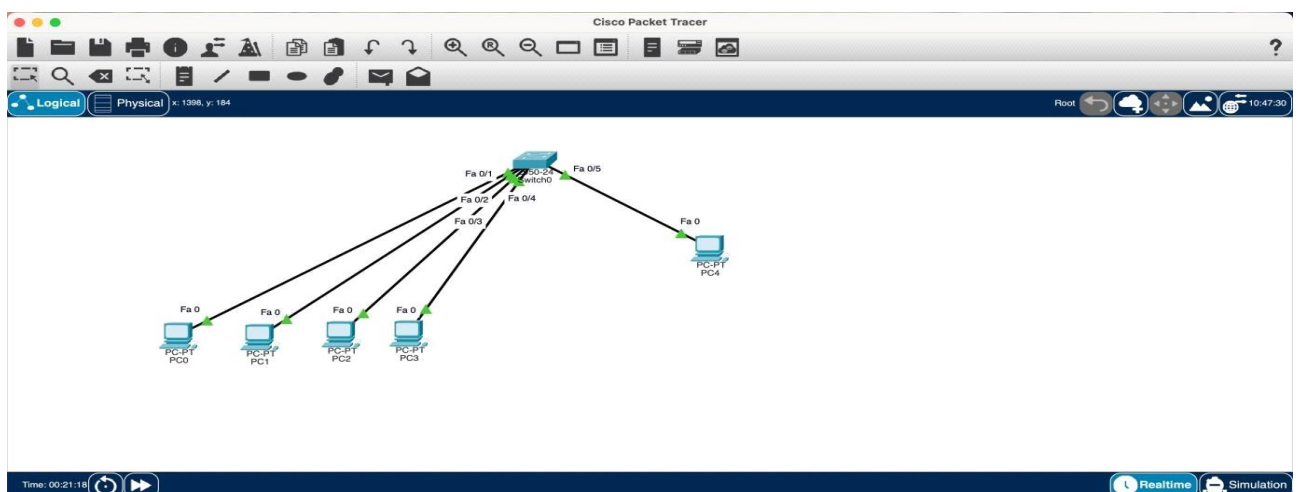 Cisco Packet Tracer
?
Logical
Physical
x: 1398, y: 184
Root
10:47:30
Fa 0/1
50-24
Switch0
Fa 0/5
Fa 0/2
Fa 0/4
Fa 0/3
Fa 0
PC-PT
PC4
Fa 0
Fa 0
Fa 0
Fa 0
PC-PT
PC0
PC-PT
PC1
PC-PT
PC2
PC-PT
PC3
Time: 00:21:18
Realtime
Simulation